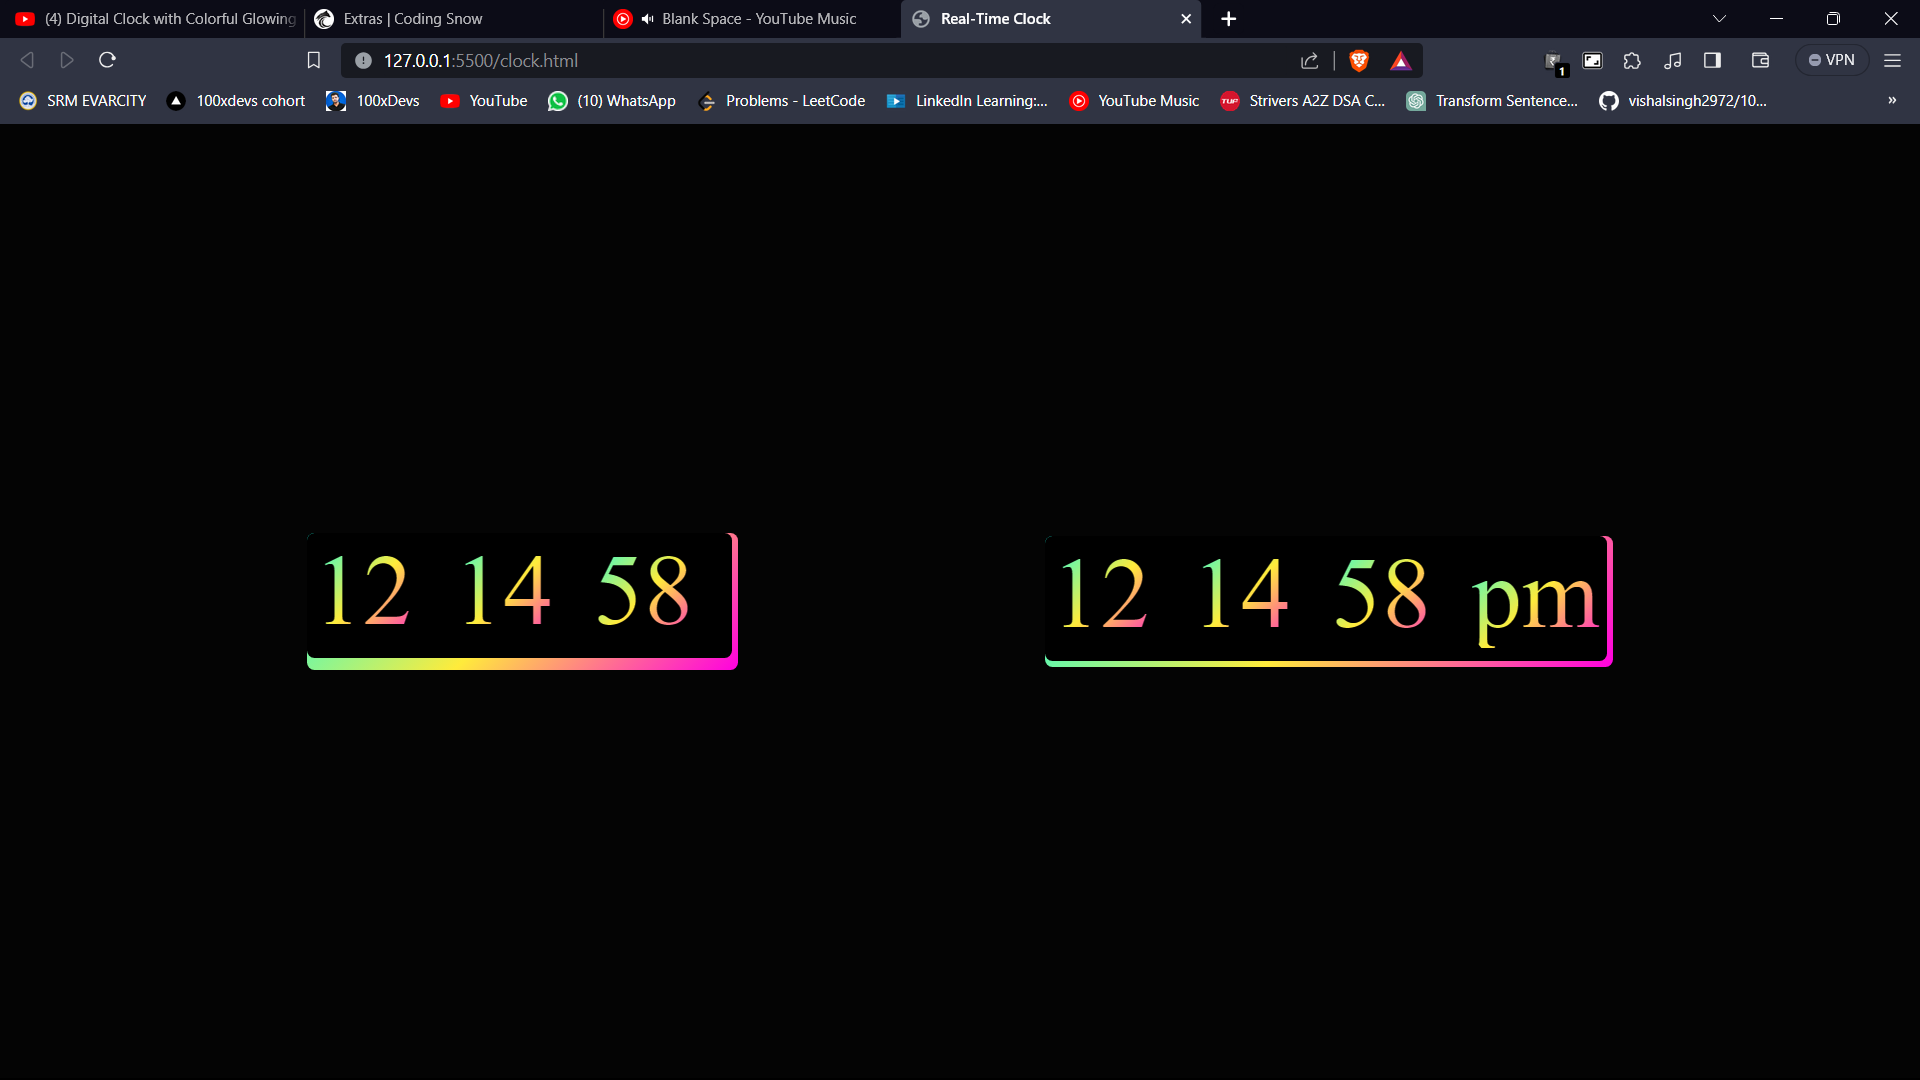 (4) Digital Clock with Colorful Glowing
Extras | Coding Snow
Blank Space - YouTube Music
Real-Time Clock
127.0.0.1:5500/clock.html
1
VPN
SRM EVARCITY
100xdevs cohort
100xDevs
YouTube
(10) WhatsApp
Problems - LeetCode
LinkedIn Learning:...
YouTube Music
TUF
Strivers A2Z DSA C...
Transform Sentence...
vishalsingh2972/10...
12 14 58
12 14 58 pm